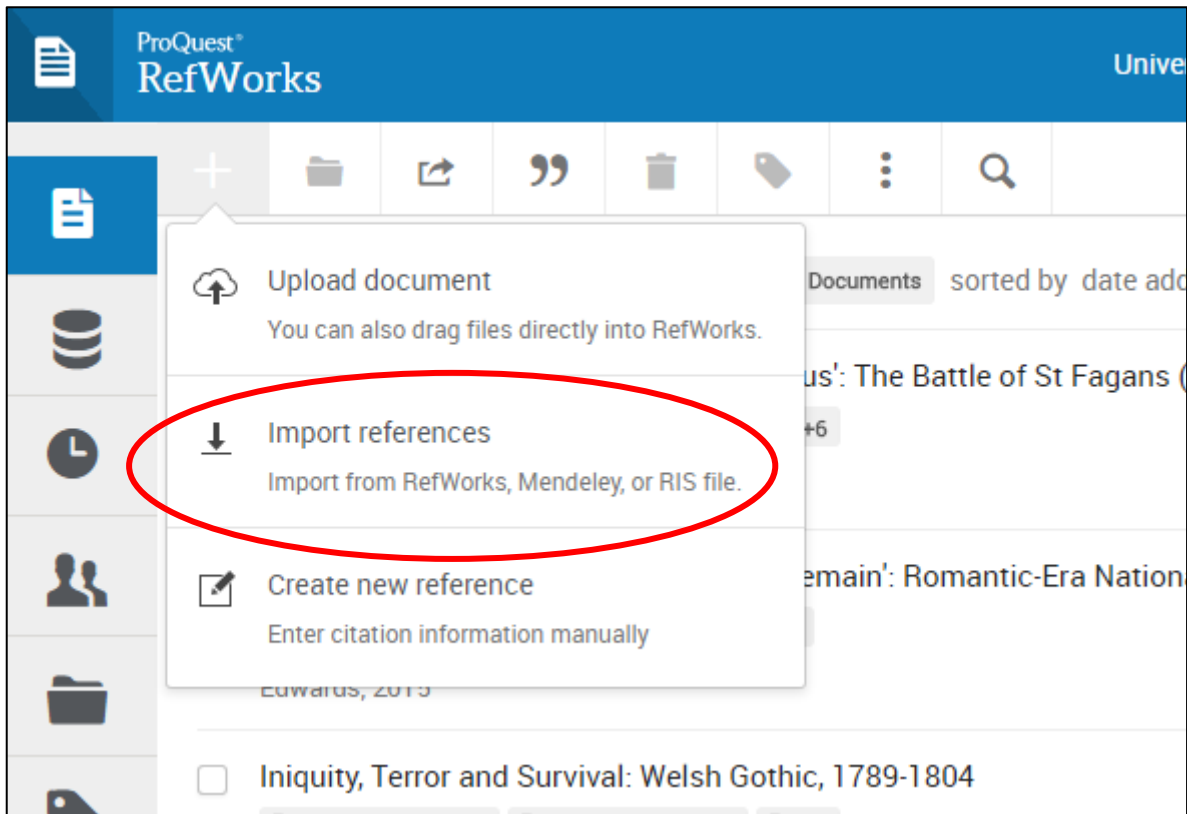 ProQuest®
RefWorks
Unive
Upload document
You can also drag files directly into RefWorks.
Documents sorted by date add
us': The Battle of St Fagans (
Import references
+6
Import from RefWorks, Mendeley, or RIS file.
Create new reference
emain': Romantic-Era Nationa
Enter citation information manually
Edwards, 2015
Iniquity, Terror and Survival: Welsh Gothic, 1789-1804